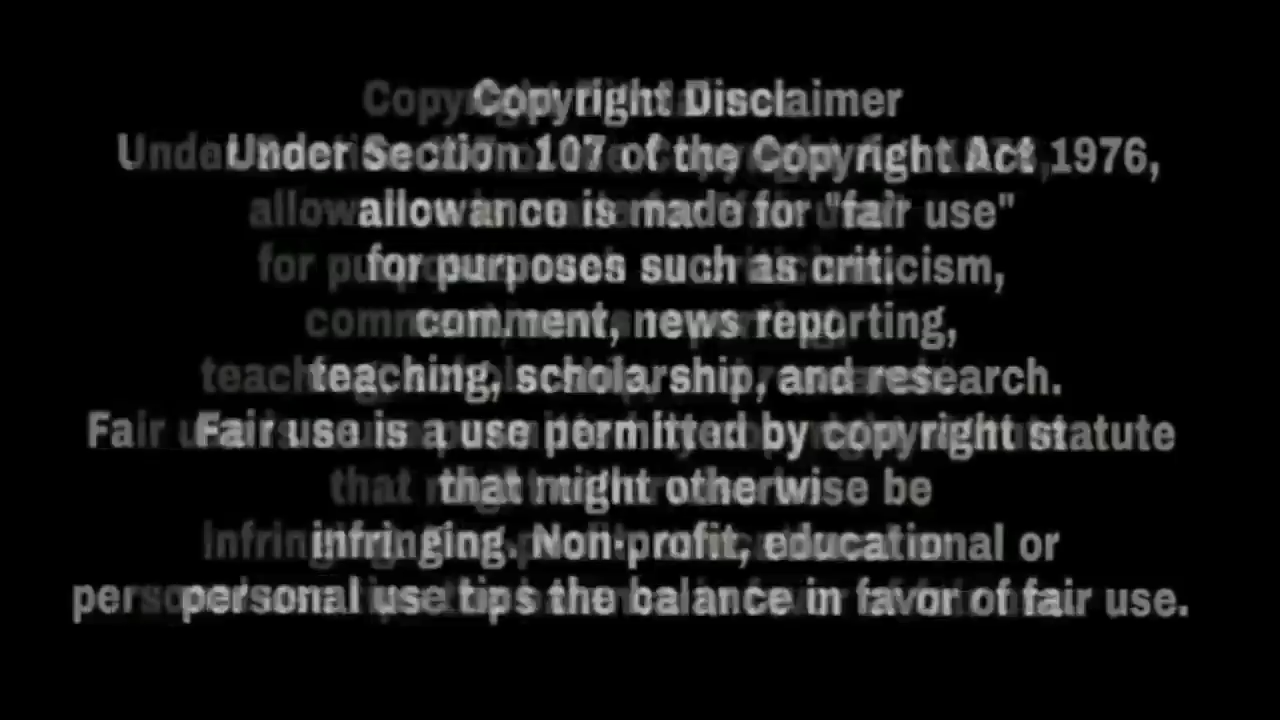 Copyright Disclaimer
Under Section 107 of the Copyright Act 1976,
allowance is made for "fair use"
for purposes such as criticism,
comment, news reporting,
teaching, scholarship, and research.
Fair use is a use permitted by copyright statute
that might otherwise be
infringing. Non-profit, educational or
personal use tips the balance in favor of fair use.